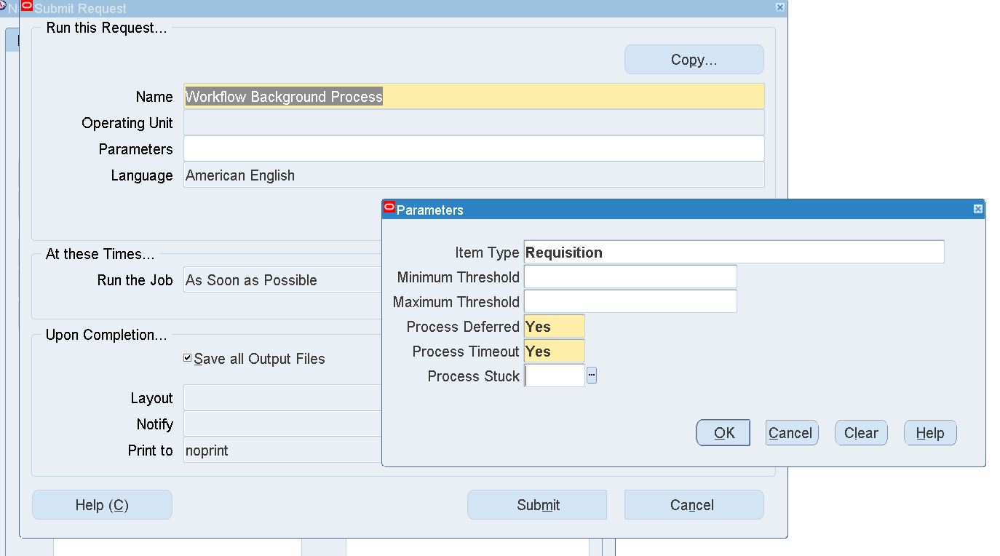 Submit Request
Run this Request...
Copy...
Name Workflow Background Process
Operating Unit
Parameters
Language American English
Parameters
Item Type Requisition
Minimum Threshold
Maximum Threshold
Process Deferred Yes
Process Timeout Yes
Process Stuck
OK Cancel Clear Help
At these Times...
Run the Job As Soon as Possible
Upon Completion...
Save all Output Files
Layout
Notify
Print to noprint
Help (C) Submit Cancel